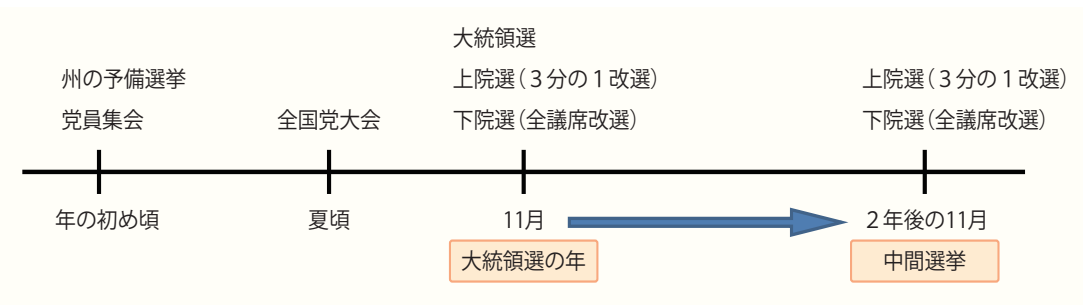 大統領選
州の予備選挙
上院選（３分の１改選）
上院選（３分の１改選）
党員集会
全国党大会
下院選（全議席改選）
下院選（全議席改選）
年の初め頃
夏頃
11月
２年後の11月
大統領選の年
中間選挙